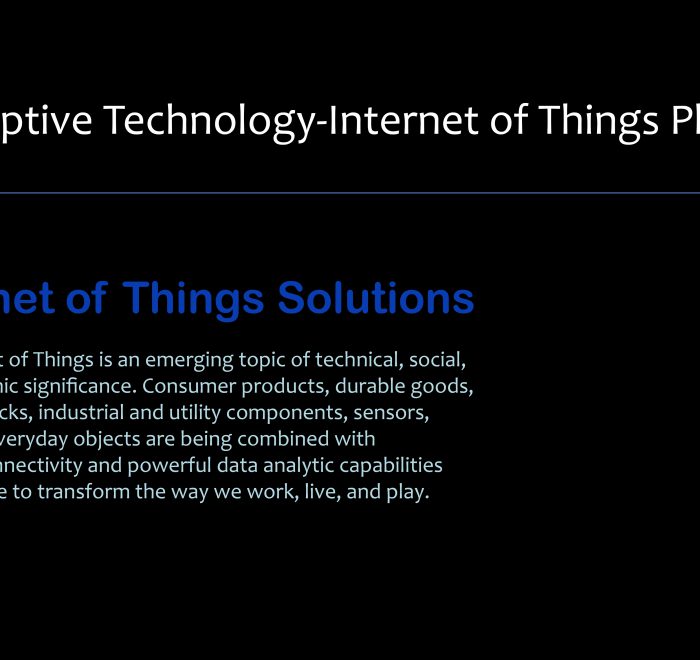 ptive Technology-Internet of Things Pl
net of Things Solutions
t of Things is an emerging topic of technical, social,
nic significance. Consumer products, durable goods,
cks, industrial and utility components, sensors,
veryday objects are being combined with
nnectivity and powerful data analytic capabilities
e to transform the way we work, live, and play.